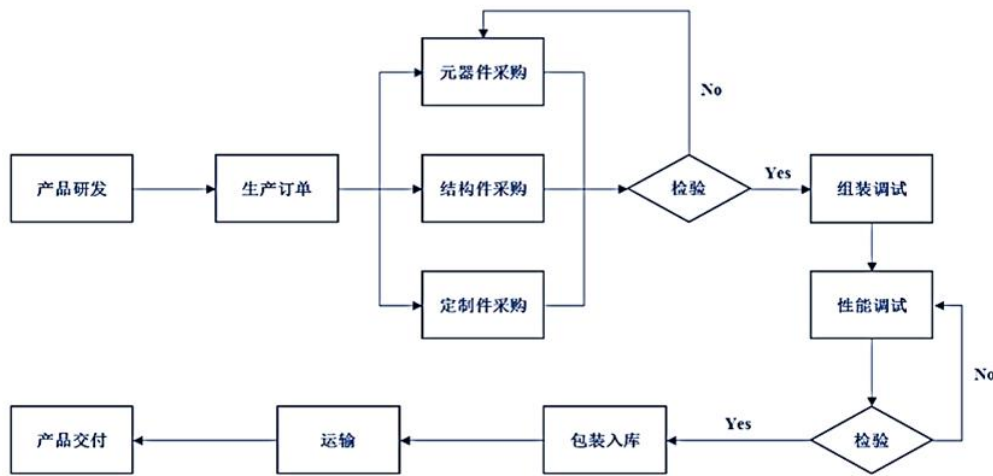 元器件采购
No
产品研发
生产订单
结构件采购
检验
Yes
组装调试
定制件采购
性能调试
No
产品交付
运输
包装入库
Yes
检验